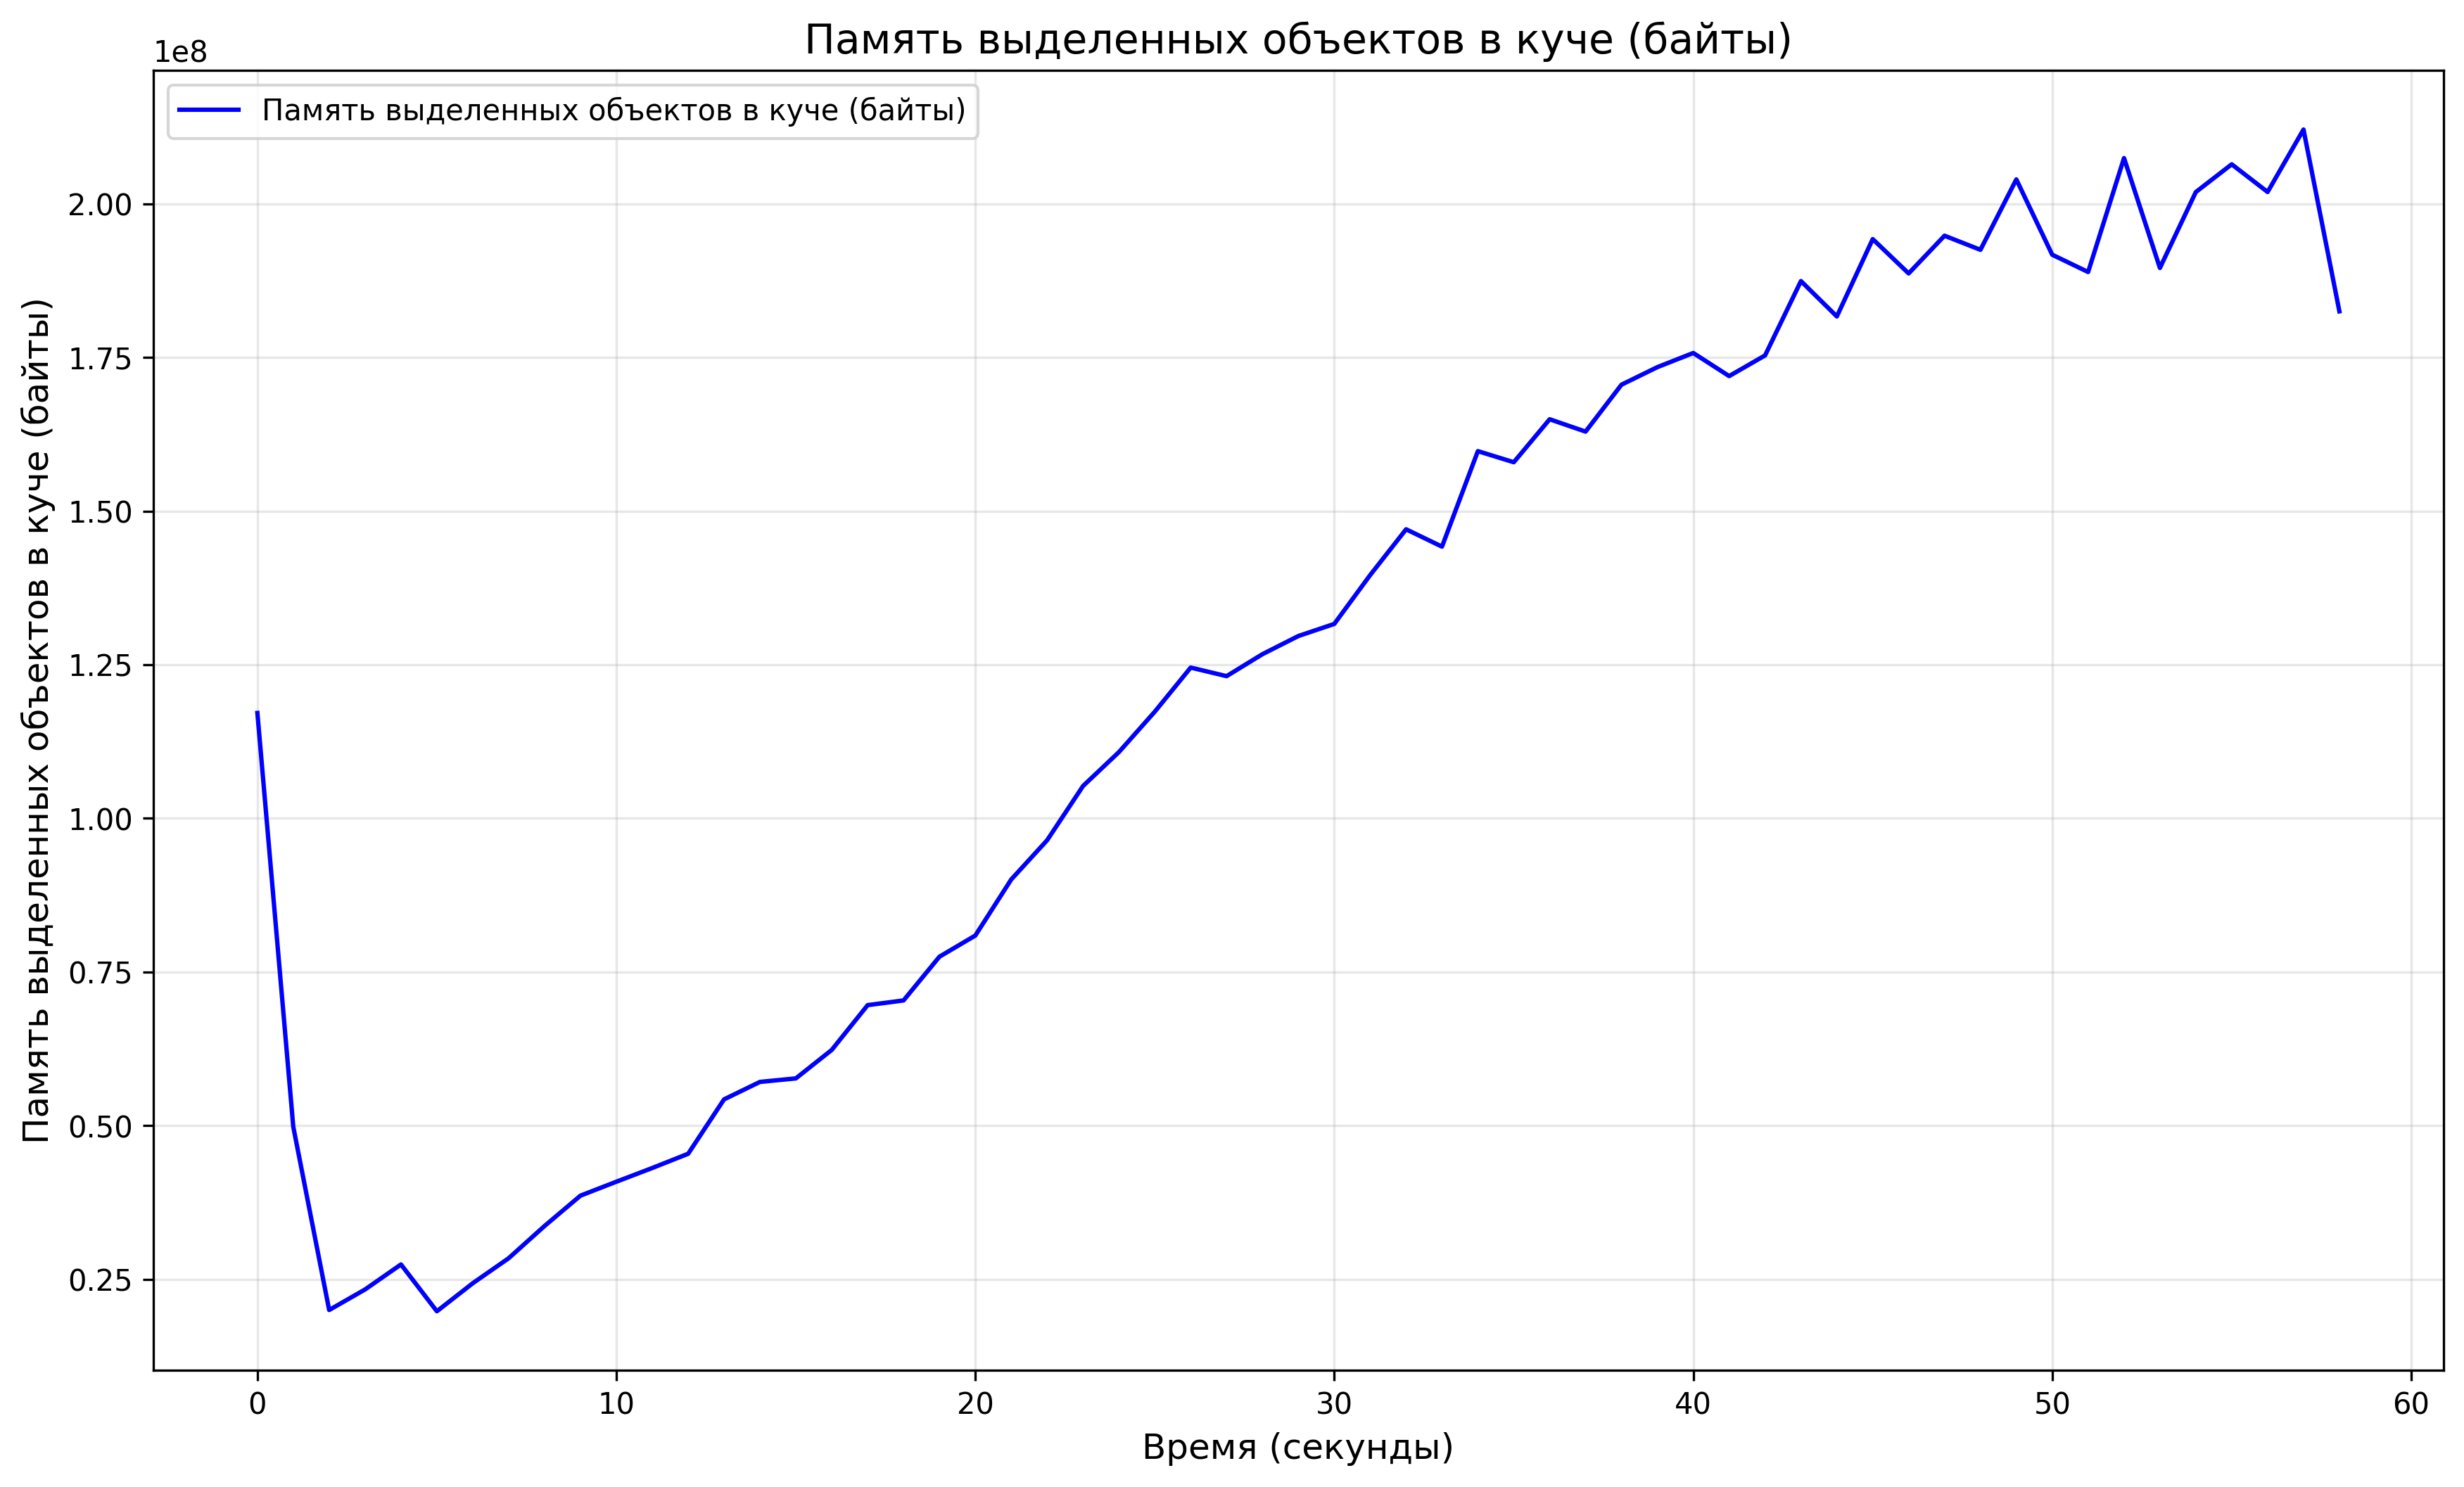 Память выделенных объектов в куче (байты)
1e8
Память выделенных объектов в куче (байты)
Память выделенных объектов в куче (байты)
2.00
1.75
1.50
1.25
1.00
0.75
0.50
0.25
0 10 20 30 40 50 60
Время (секунды)